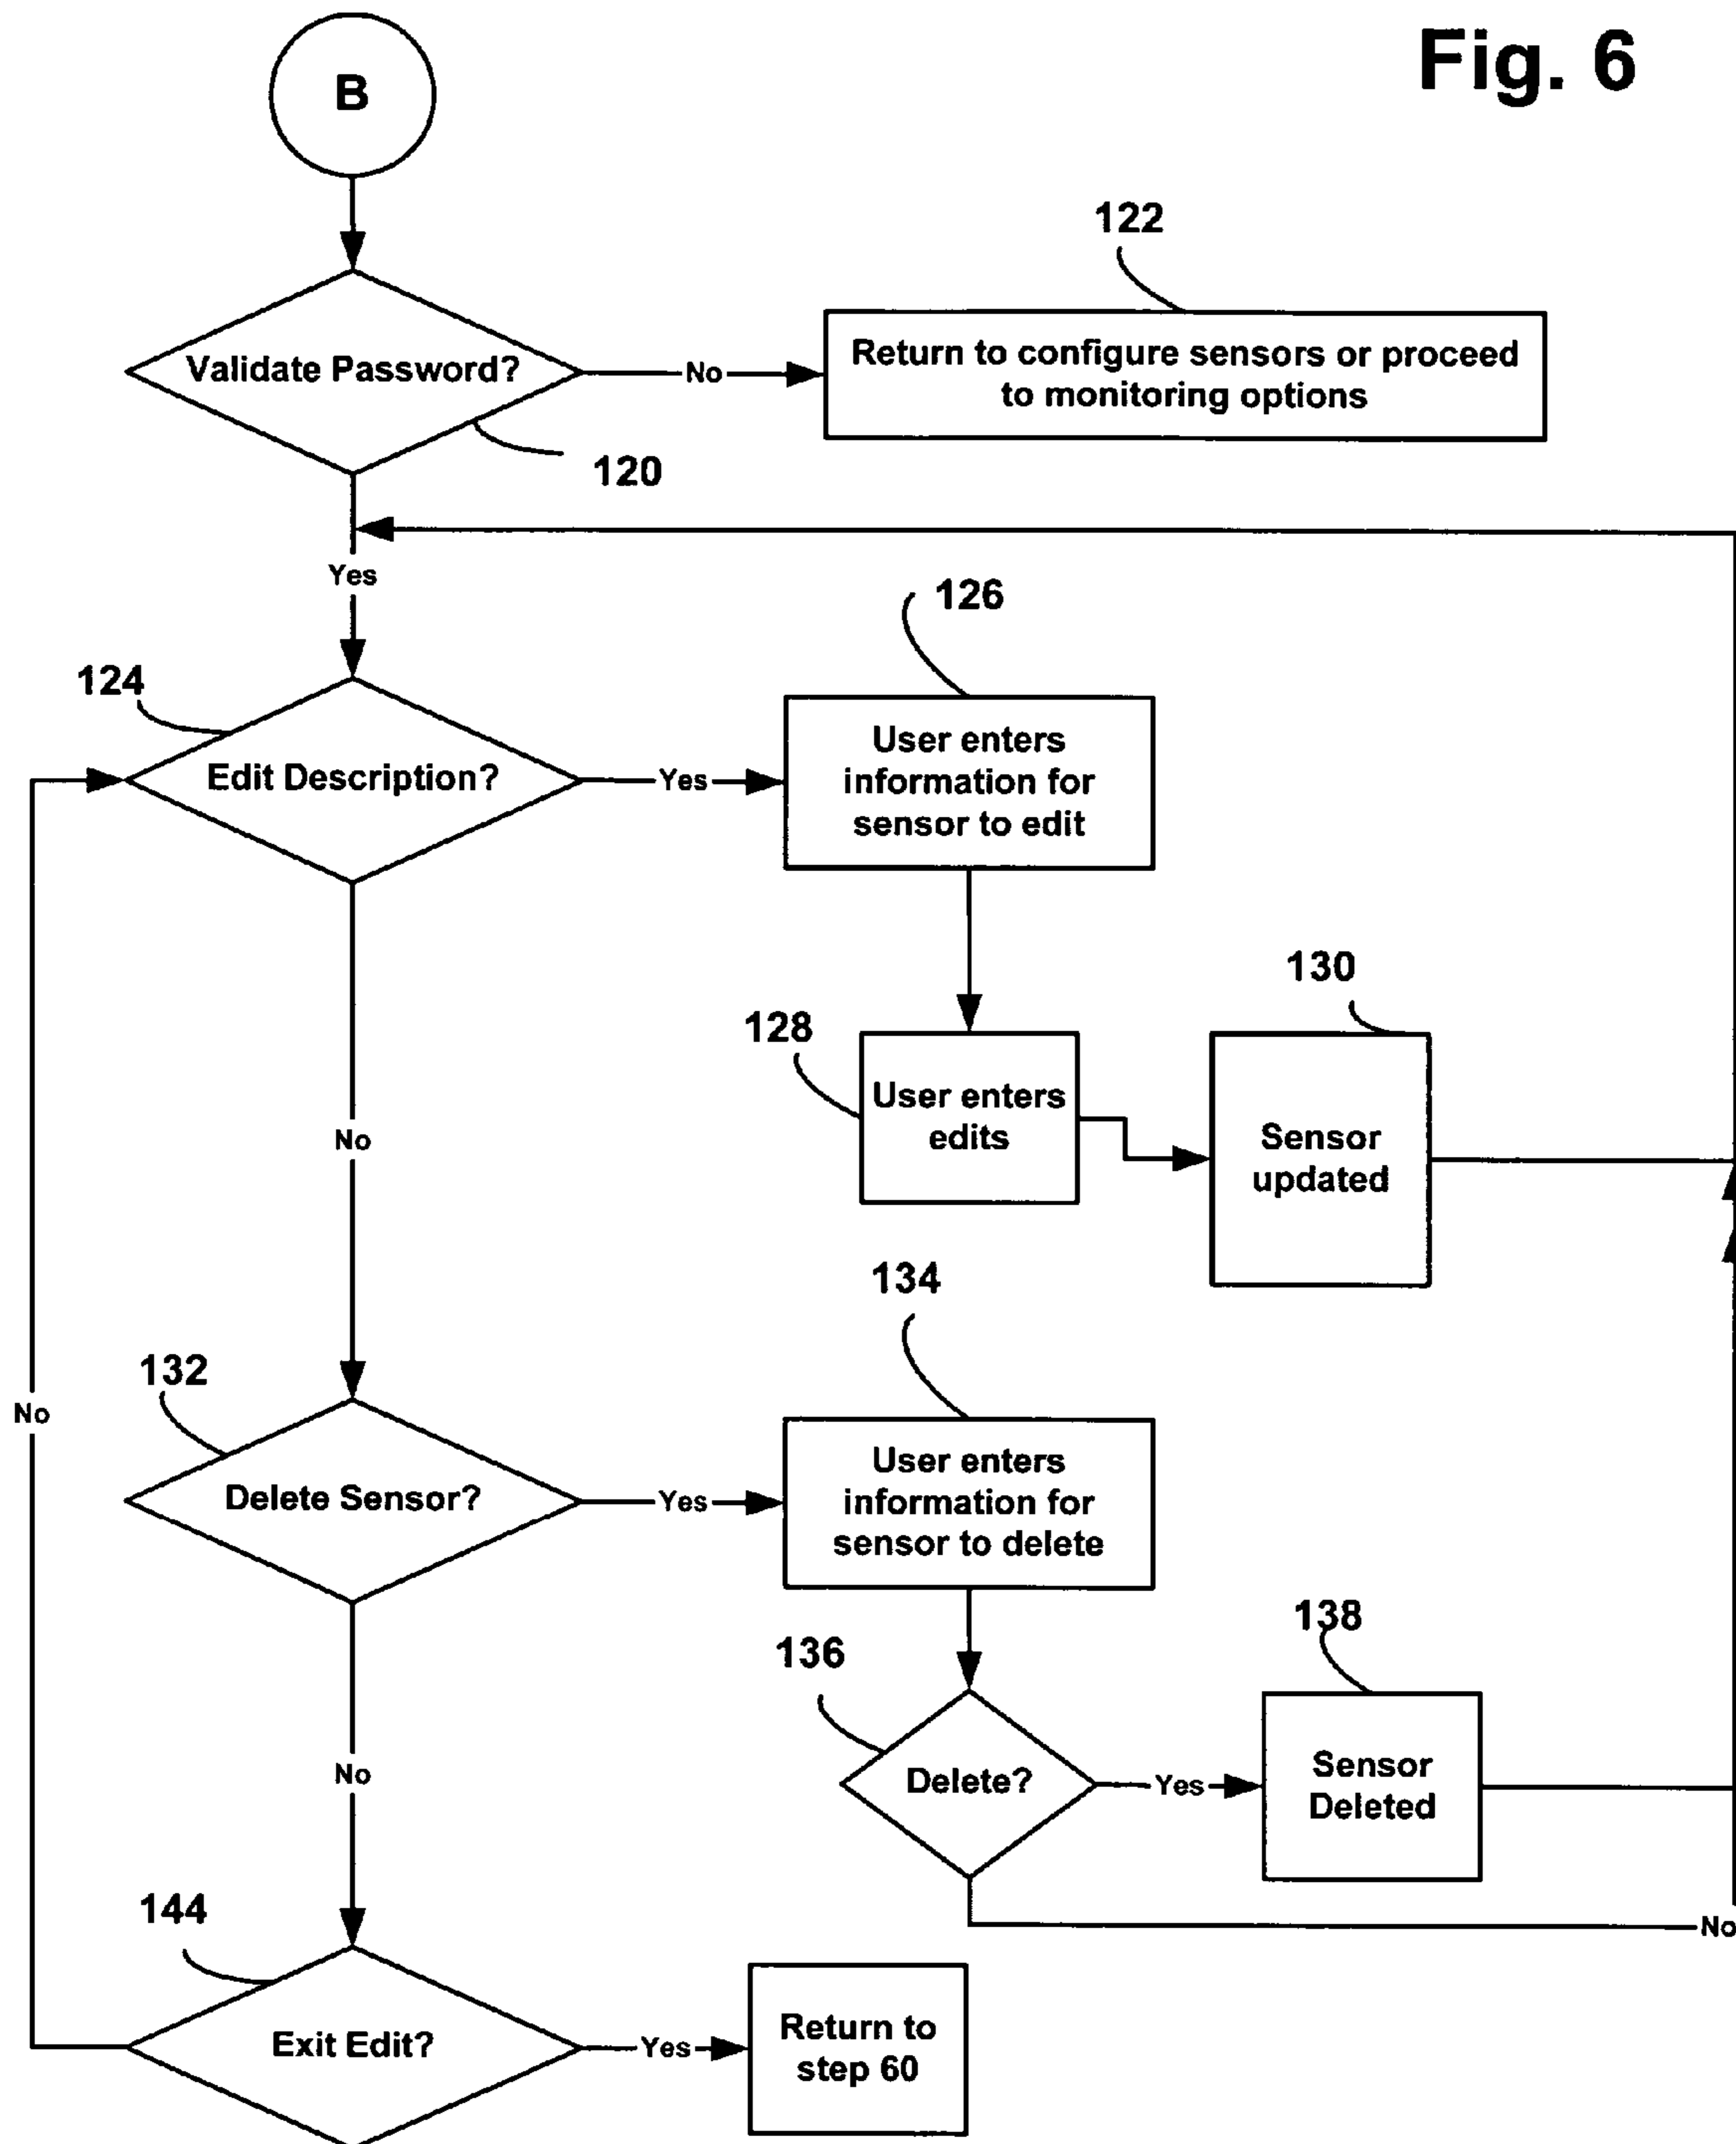 Fig. 6
B
122
Validate Password?
No
Return to configure sensors or proceed
to monitoring options
120
Yes
126
124
Edit Description?
Yes
User enters
information for
sensor to edit
130
128
User enters
edits
No
Sensor
updated
134
132
No
Delete Sensor?
Yes
User enters
information for
sensor to delete
138
136
Delete?
Yes
Sensor
Deleted
No
No
144
Exit Edit?
Yes
Return to
step 60